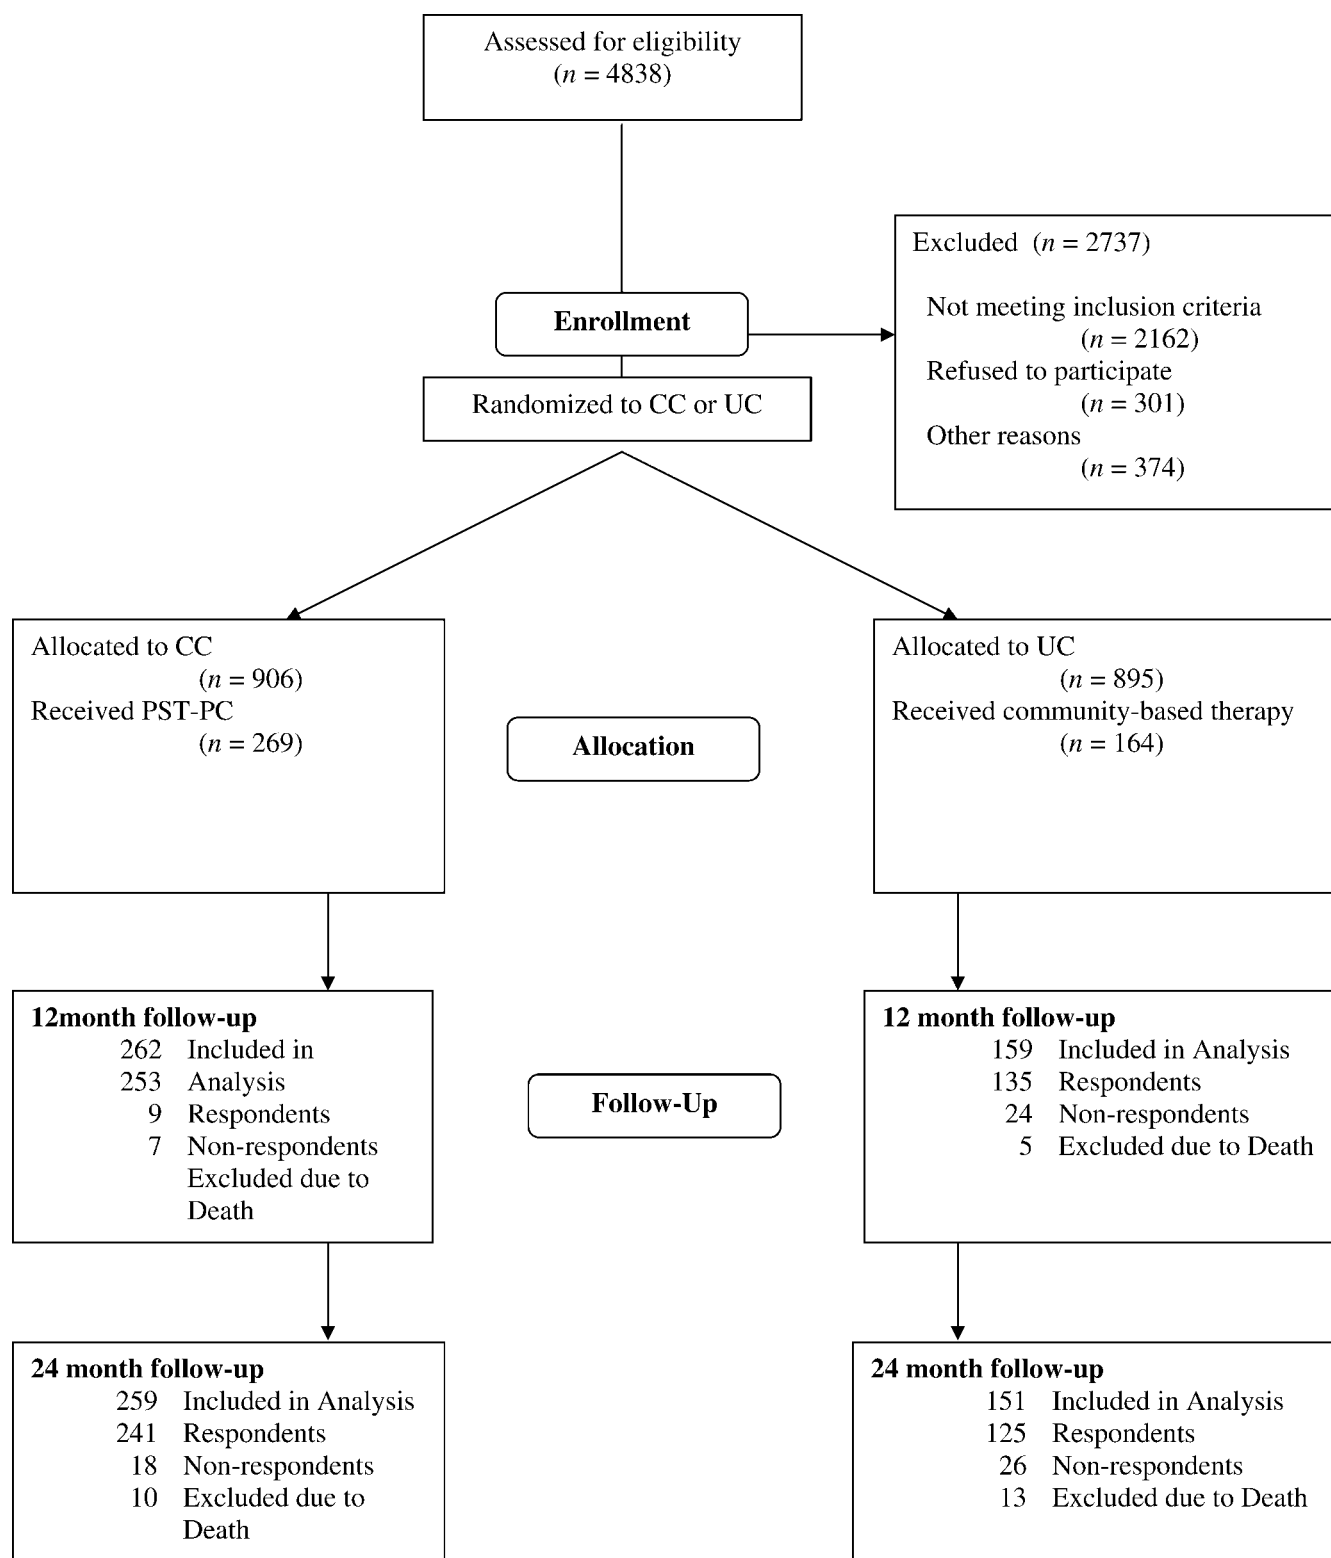 Assessed for eligibility
(n = 4838)
Excluded (n = 2737)
Not meeting inclusion criteria
(n = 2162)
Refused to participate
(n = 301)
Other reasons
(n = 374)
Enrollment
Randomized to CC or UC
Allocated to CC
(n = 906)
Received PST-PC
(n = 269)
Allocation
Allocated to UC
(n = 895)
Received community-based therapy
(n = 164)
12month follow-up
262 Included in
253 Analysis
9 Respondents
7 Non-respondents
Excluded due to
Death
Follow-Up
12 month follow-up
159 Included in Analysis
135 Respondents
24 Non-respondents
5 Excluded due to Death
24 month follow-up
259 Included in Analysis
241 Respondents
18 Non-respondents
10 Excluded due to
Death
24 month follow-up
151 Included in Analysis
125 Respondents
26 Non-respondents
13 Excluded due to Death